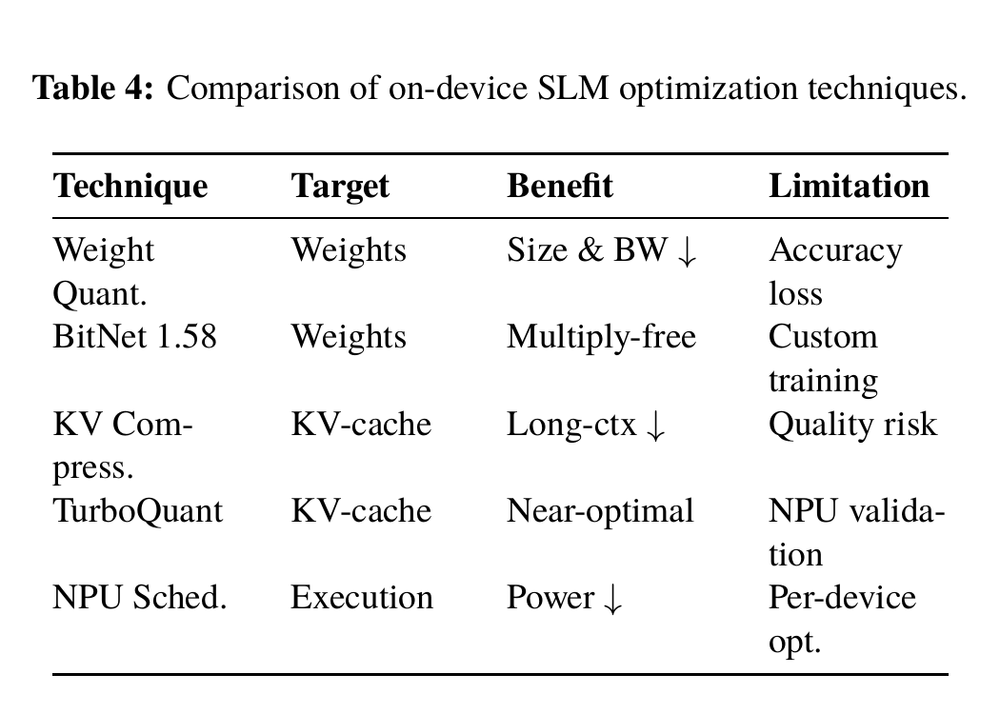 Table 4: Comparison of on-device SLM optimization techniques.
Technique Target Benefit Limitation
Weight Weights Size & BW ↓ Accuracy
Quant. loss
BitNet 1.58 Weights Multiply-free Custom
training
KV Com- KV-cache Long-ctx ↓ Quality risk
press.
TurboQuant KV-cache Near-optimal NPU valida-
tion
NPU Sched. Execution Power ↓ Per-device
opt.